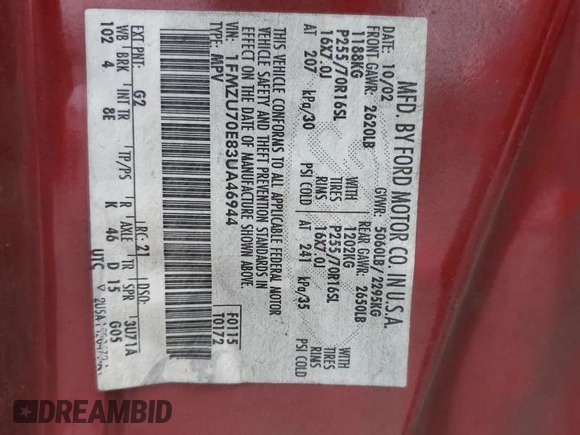 MFD. BY FORD MOTOR CO. IN U.S.A.
DATE: 10/02 GVWR: 5060LB/ 2295KG
FRONT GAWR: 2620LB REAR GAWR: 2650LB
1188KG WITH 1202KG WITH
P255/70R16SL TIRES P255/70R16SL TIRES
16X7.0J RIMS 16X7.0J RIMS
AT 207 kPa/30 PSI COLD AT 241 kPa/35 PSI COLD
THIS VEHICLE CONFORMS TO ALL APPLICABLE FEDERAL MOTOR
VEHICLE SAFETY AND THEFT PREVENTION STANDARDS IN
EFFECT ON THE DATE OF MANUFACTURE SHOWN ABOVE.
VIN: 1FMZU70E83UA46944 F0115
TYPE: MPV T0172
EXT PNT: G2 RC: 21 DSO: 3U71A
WB BRK INT TR TP/PS R AXLE TR SPR
102 4 8E K 46 D 15 G05
UTC
DREAMBID